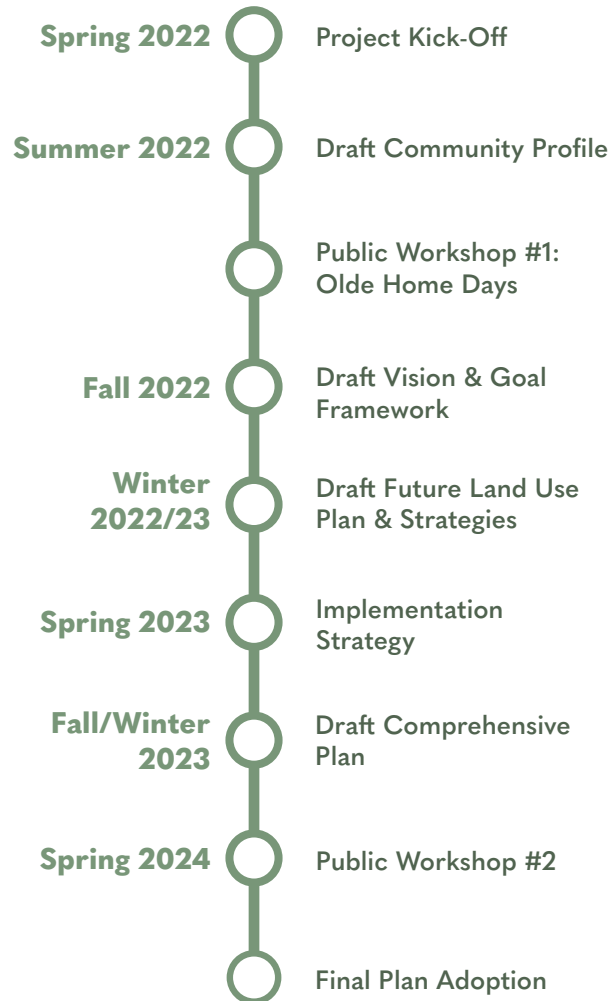 Spring 2022
Project Kick-Off
Summer 2022
Draft Community Profile
Public Workshop #1:
Olde Home Days
Fall 2022
Draft Vision & Goal
Framework
Winter
2022/23
Draft Future Land Use
Plan & Strategies
Spring 2023
Implementation
Strategy
Fall/Winter
2023
Draft Comprehensive
Plan
Spring 2024
Public Workshop #2
Final Plan Adoption